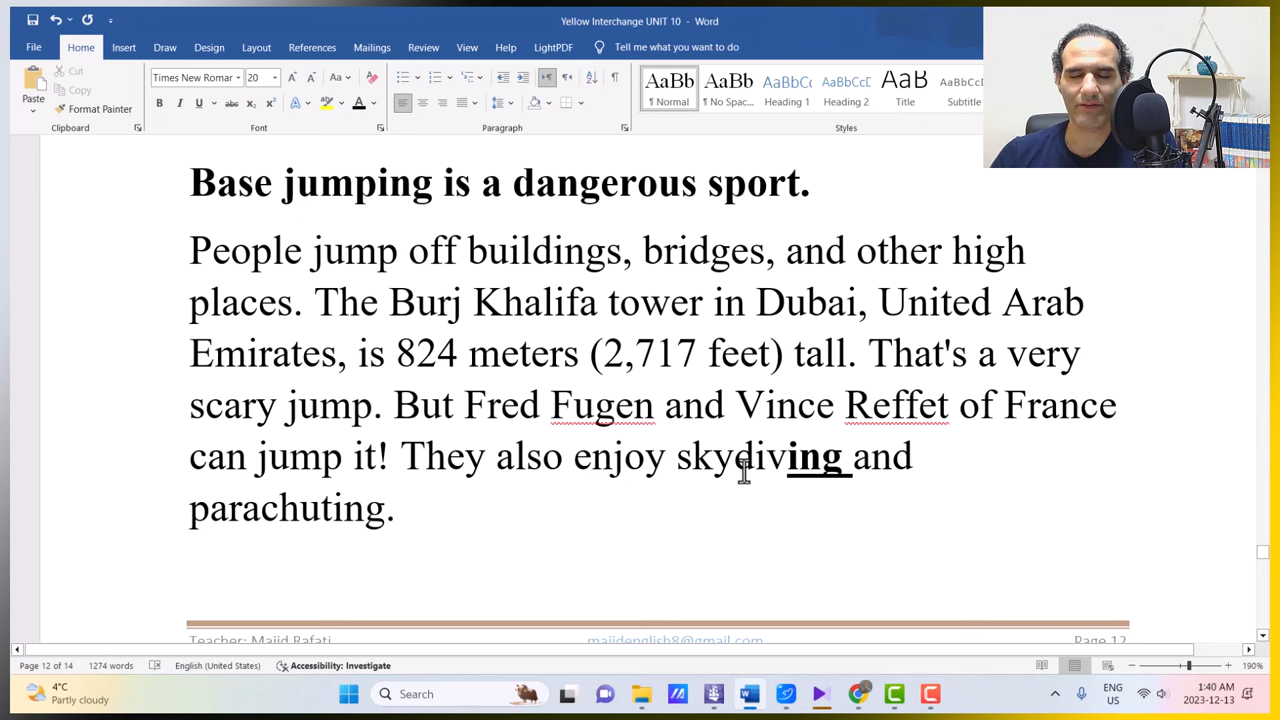 Yellow Interchange UNIT 10 - Word
File Home Insert Draw Design Layout References Mailings Review View Help LightPDF Tell me what you want to do
Paste
Cut
Copy
Format Painter
Times New Romar 20
AaBb AaBb AaBbCcC AaBbCcC AaB AaBbCcD
¶ Normal ¶ No Spac... Heading 1 Heading 2 Title Subtitle
Clipboard Font Paragraph Styles
Base jumping is a dangerous sport.
People jump off buildings, bridges, and other high
places. The Burj Khalifa tower in Dubai, United Arab
Emirates, is 824 meters (2,717 feet) tall. That's a very
scary jump. But Fred Fugen and Vince Reffet of France
can jump it! They also enjoy skydiving and
parachuting.
Teacher: Majid Rafati majidenglish8@gmail.com Page 12
Page 12 of 14 1274 words English (United States) Accessibility: Investigate 190%
4°C
Partly cloudy
Search
ENG
US
1:40 AM
2023-12-13